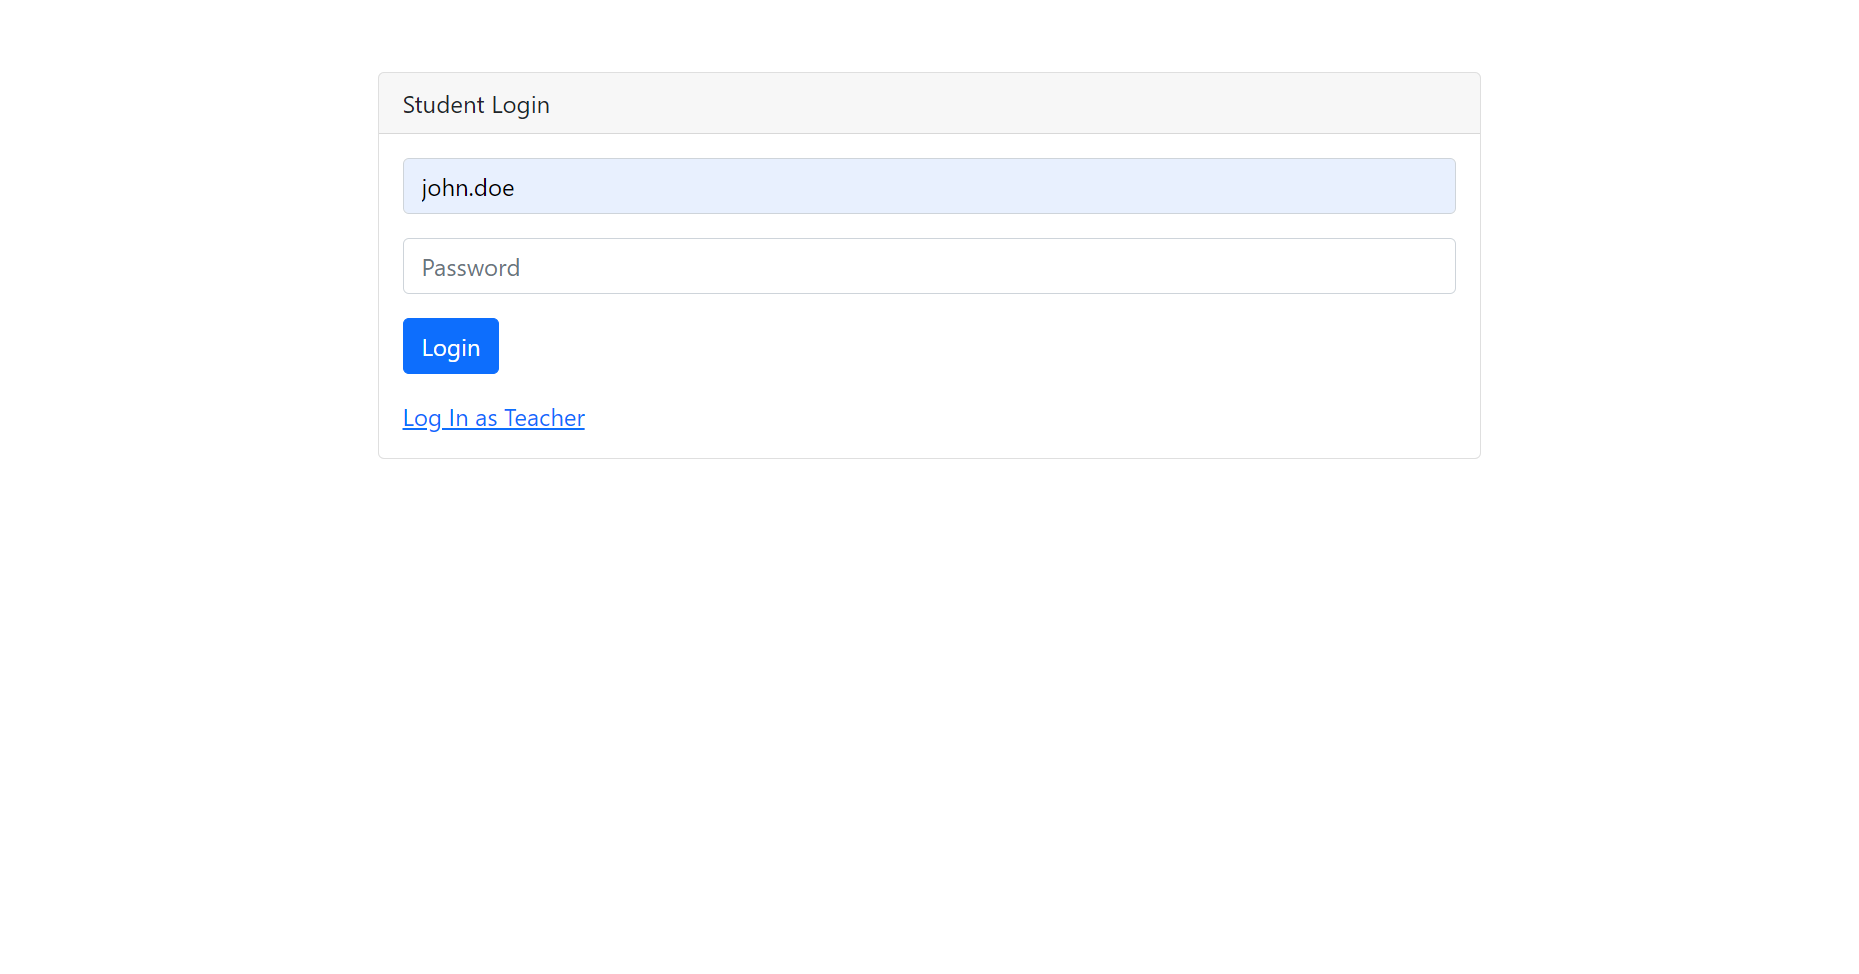 Student Login
john.doe
Password
Login
Log In as Teacher